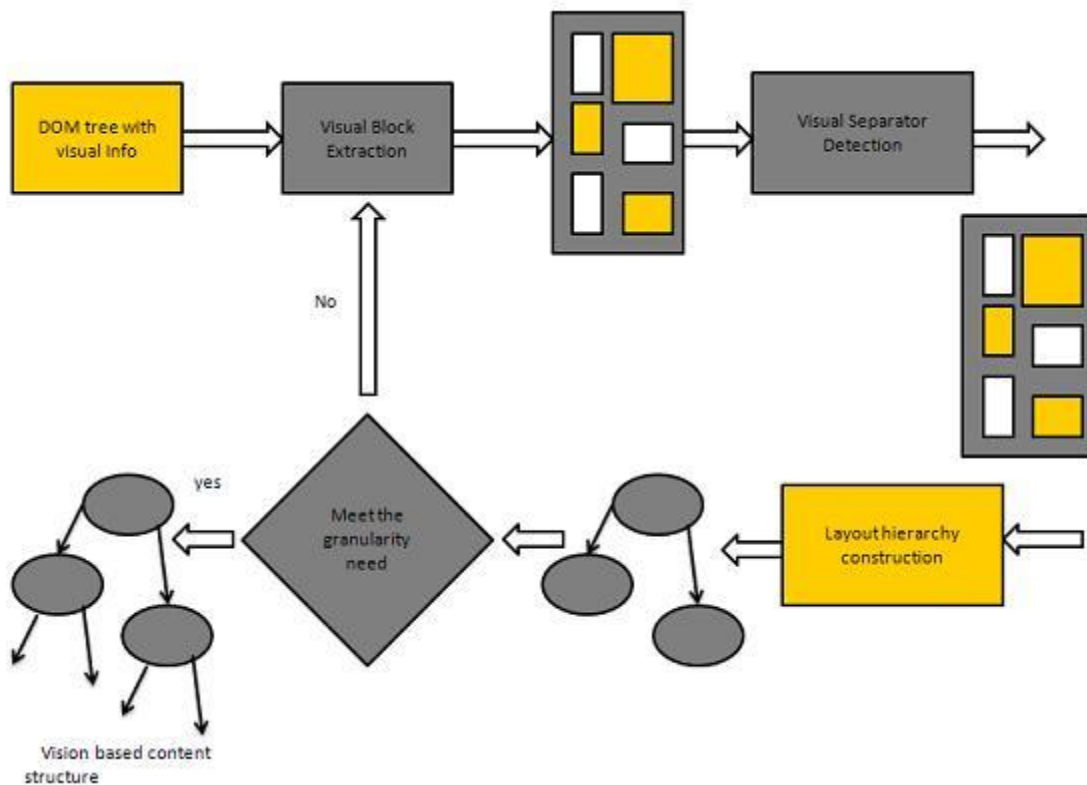 DOM tree with
visual Info
Visual Block
Extraction
Visual Separator
Detection
No
yes
Meet the
granularity
need
Layout hierarchy
construction
Vision based content
structure